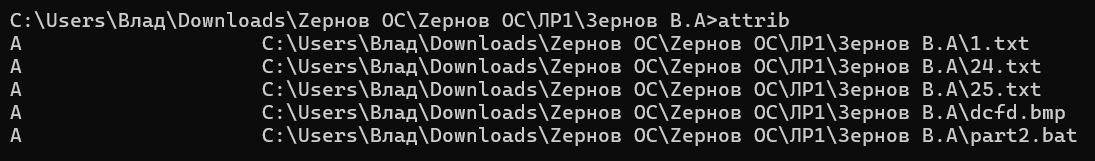 C:\Users\Влад\Downloads\Zернов ОС\Zернов ОС\ЛР1\Зернов В.А>attrib
A                    C:\Users\Влад\Downloads\Zернов ОС\Zернов ОС\ЛР1\Зернов В.А\1.txt
A                    C:\Users\Влад\Downloads\Zернов ОС\Zернов ОС\ЛР1\Зернов В.А\24.txt
A                    C:\Users\Влад\Downloads\Zернов ОС\Zернов ОС\ЛР1\Зернов В.А\25.txt
A                    C:\Users\Влад\Downloads\Zернов ОС\Zернов ОС\ЛР1\Зернов В.А\dcfd.bmp
A                    C:\Users\Влад\Downloads\Zернов ОС\Zернов ОС\ЛР1\Зернов В.А\part2.bat